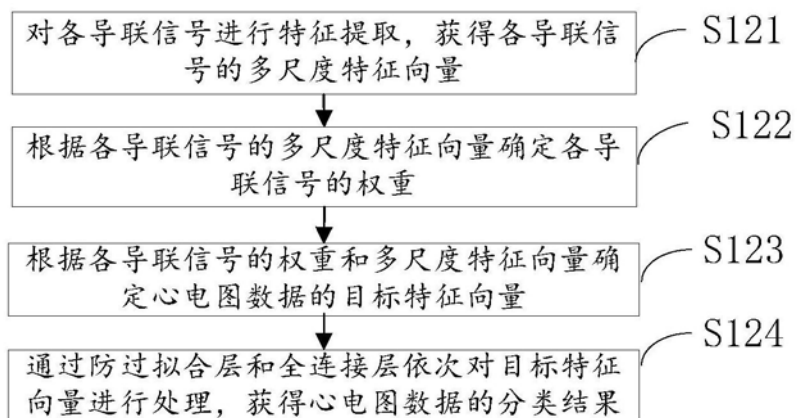 对各导联信号进行特征提取，获得各导联信
号的多尺度特征向量
S121
根据各导联信号的多尺度特征向量确定各导
联信号的权重
S122
根据各导联信号的权重和多尺度特征向量确
定心电图数据的目标特征向量
S123
通过防过拟合层和全连接层依次对目标特征
向量进行处理，获得心电图数据的分类结果
S124